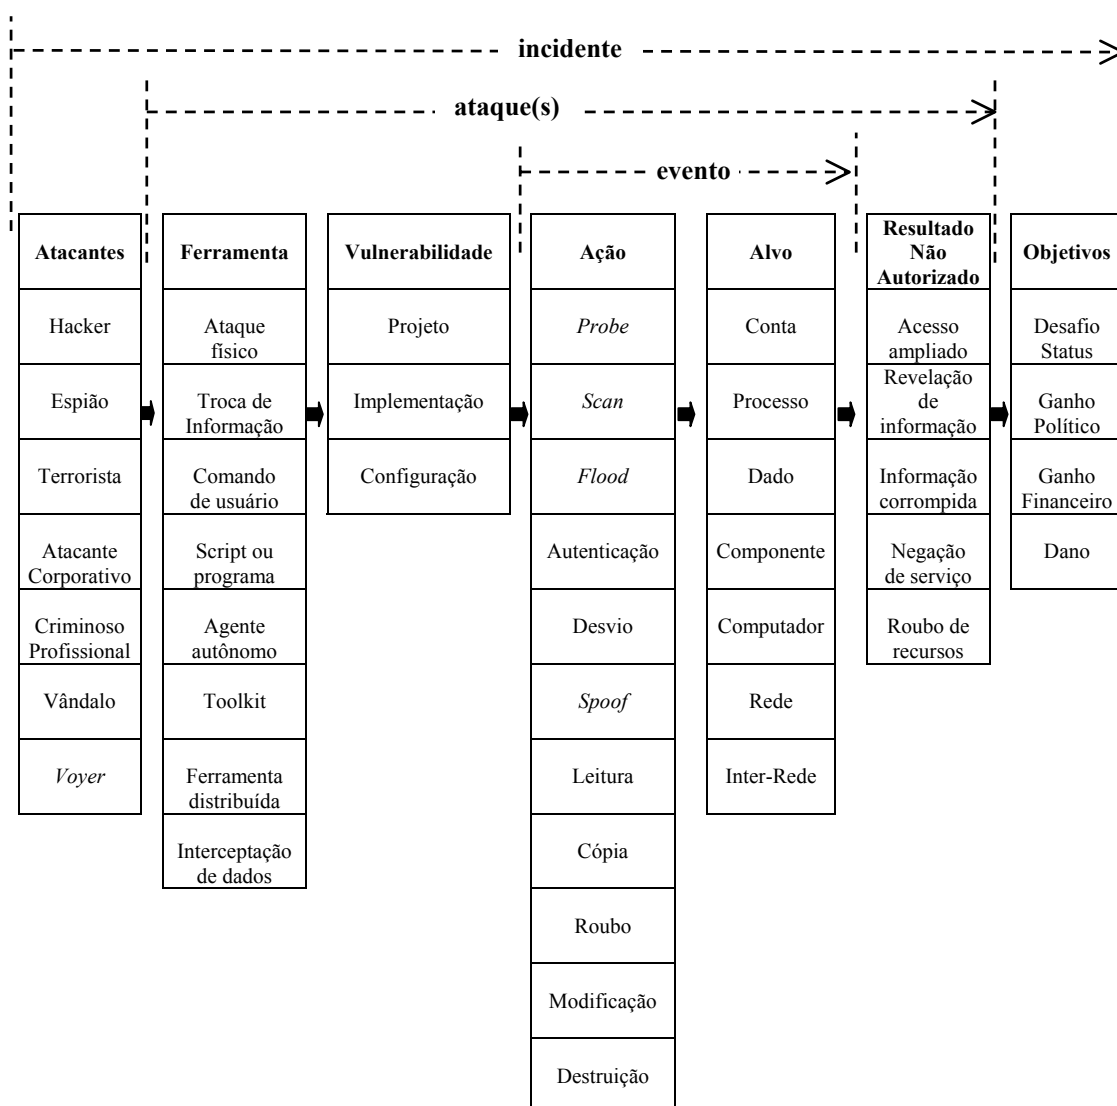 incidente
ataque(s)
evento
Atacantes
Hacker
Espião
Terrorista
Atacante
Corporativo
Criminoso
Profissional
Vândalo
Voyer
Ferramenta
Ataque
físico
Troca de
Informação
Comando
de usuário
Script ou
programa
Agente
autônomo
Toolkit
Ferramenta
distribuída
Interceptação
de dados
Vulnerabilidade
Projeto
Implementação
Configuração
Ação
Probe
Scan
Flood
Autenticação
Desvio
Spoof
Leitura
Cópia
Roubo
Modificação
Destruição
Alvo
Conta
Processo
Dado
Componente
Computador
Rede
Inter-Rede
Resultado
Não
Autorizado
Acesso
ampliado
Revelação
de
informação
Informação
corrompida
Negação
de serviço
Roubo de
recursos
Objetivos
Desafio
Status
Ganho
Político
Ganho
Financeiro
Dano